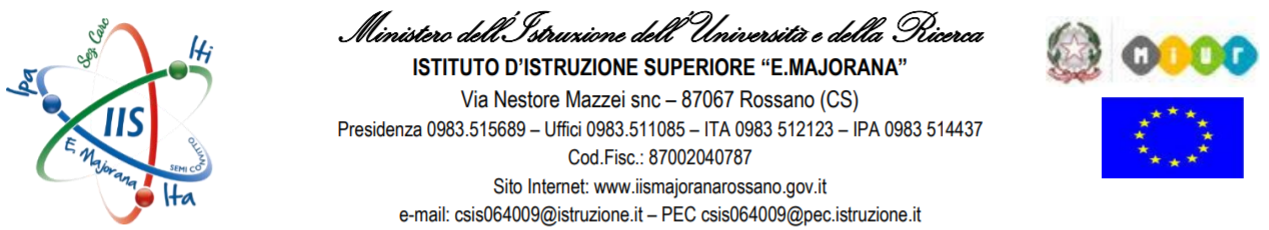 Sez Caro
Iti
Ipa
IIS
E. Majorana
SEMI CONVITTO
Ita
Ministero dell'Istruzione dell'Università e della Ricerca
ISTITUTO D'ISTRUZIONE SUPERIORE “E.MAJORANA”
Via Nestore Mazzei snc – 87067 Rossano (CS)
Presidenza 0983.515689 – Uffici 0983.511085 – ITA 0983 512123 – IPA 0983 514437
Cod.Fisc.: 87002040787
Sito Internet: www.iismajoranarossano.gov.it
e-mail: csis064009@istruzione.it – PEC csis064009@pec.istruzione.it
miur